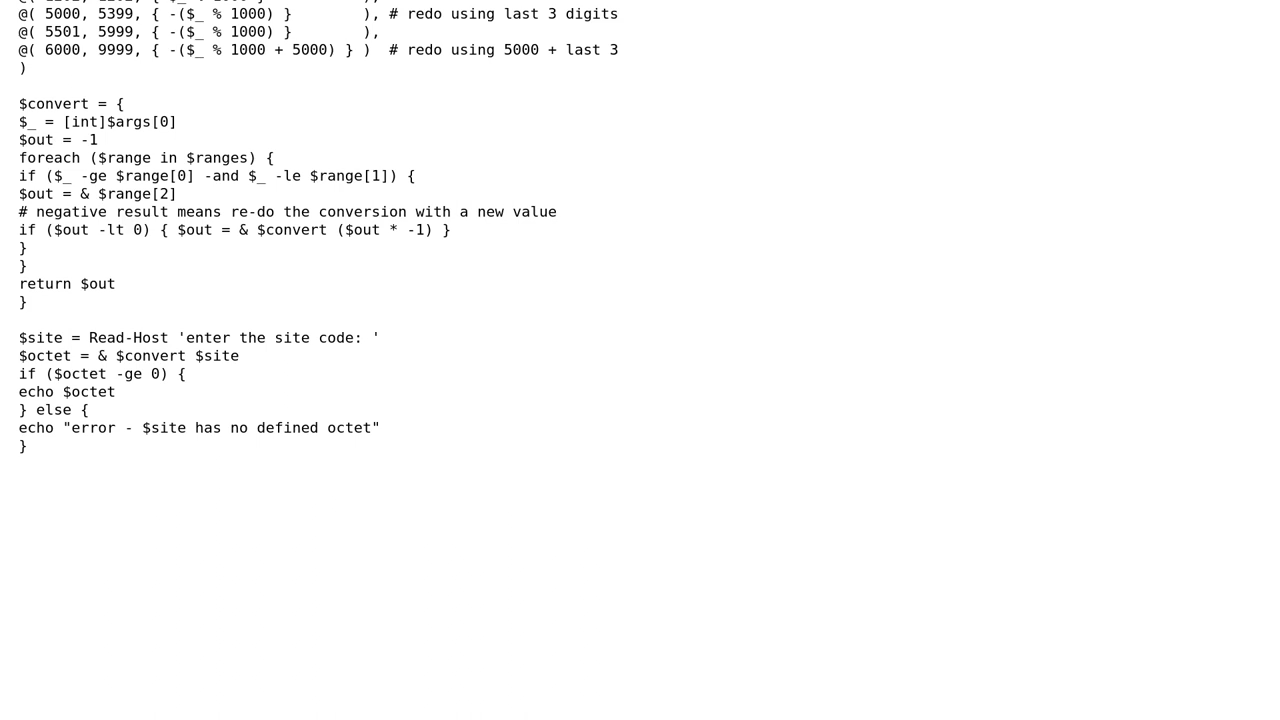 @( 5000, 5399, { -($_ % 1000) }        ), # redo using last 3 digits
@( 5501, 5999, { -($_ % 1000) }        ),
@( 6000, 9999, { -($_ % 1000 + 5000) } )  # redo using 5000 + last 3
)

$convert = {
$_ = [int]$args[0]
$out = -1
foreach ($range in $ranges) {
if ($_ -ge $range[0] -and $_ -le $range[1]) {
$out = & $range[2]
# negative result means re-do the conversion with a new value
if ($out -lt 0) { $out = & $convert ($out * -1) }
}
}
return $out
}

$site = Read-Host 'enter the site code: '
$octet = & $convert $site
if ($octet -ge 0) {
echo $octet
} else {
echo "error - $site has no defined octet"
}